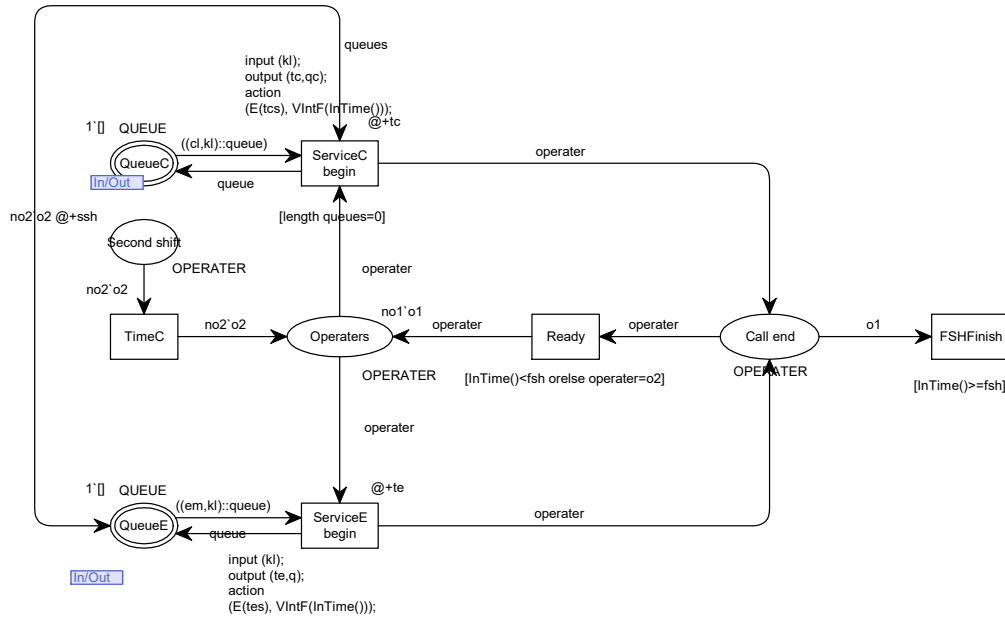 queues
input (kl);
output (tc,qc);
action
(E(tcs), VIntF(InTime()));
@+tc
1`[]
QUEUE
((cl,kl)::queue)
QueueC
ServiceC
begin
operater
In/Out
queue
no2`o2 @+ssh
[length queues=0]
Second shift
OPERATER
operater
no2`o2
no1`o1
TimeC
no2`o2
Operaters
operater
Ready
operater
Call end
o1
FSHFinish
OPERATER
[InTime()<fsh orelse operater=o2]
OPERATER
[InTime()>=fsh]
operater
1`[]
QUEUE
@+te
((em,kl)::queue)
QueueE
ServiceE
begin
operater
queue
In/Out
input (kl);
output (te,q);
action
(E(tes), VIntF(InTime()));